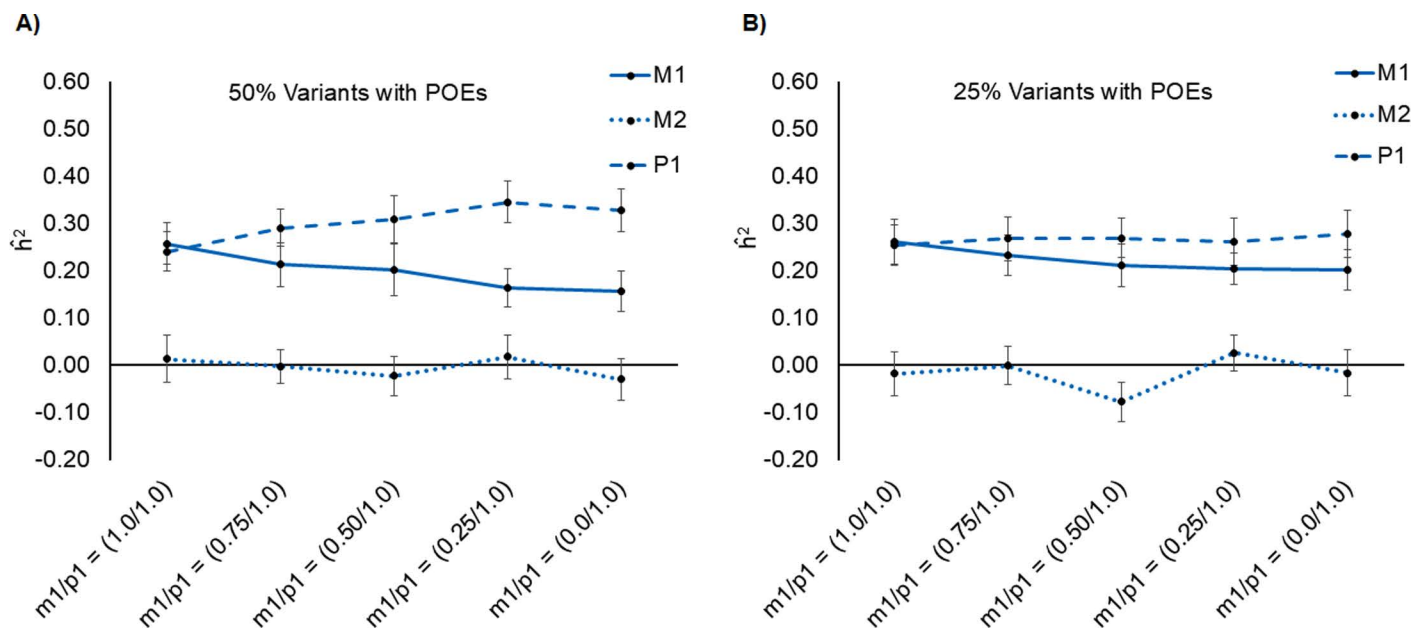 A)
50% Variants with POEs
M1
M2
P1
ĥ²
0.60
0.50
0.40
0.30
0.20
0.10
0.00
-0.10
-0.20
m1/p1 = (1.0/1.0)
m1/p1 = (0.75/1.0)
m1/p1 = (0.50/1.0)
m1/p1 = (0.25/1.0)
m1/p1 = (0.0/1.0)
B)
25% Variants with POEs
M1
M2
P1
ĥ²
0.60
0.50
0.40
0.30
0.20
0.10
0.00
-0.10
-0.20
m1/p1 = (1.0/1.0)
m1/p1 = (0.75/1.0)
m1/p1 = (0.50/1.0)
m1/p1 = (0.25/1.0)
m1/p1 = (0.0/1.0)